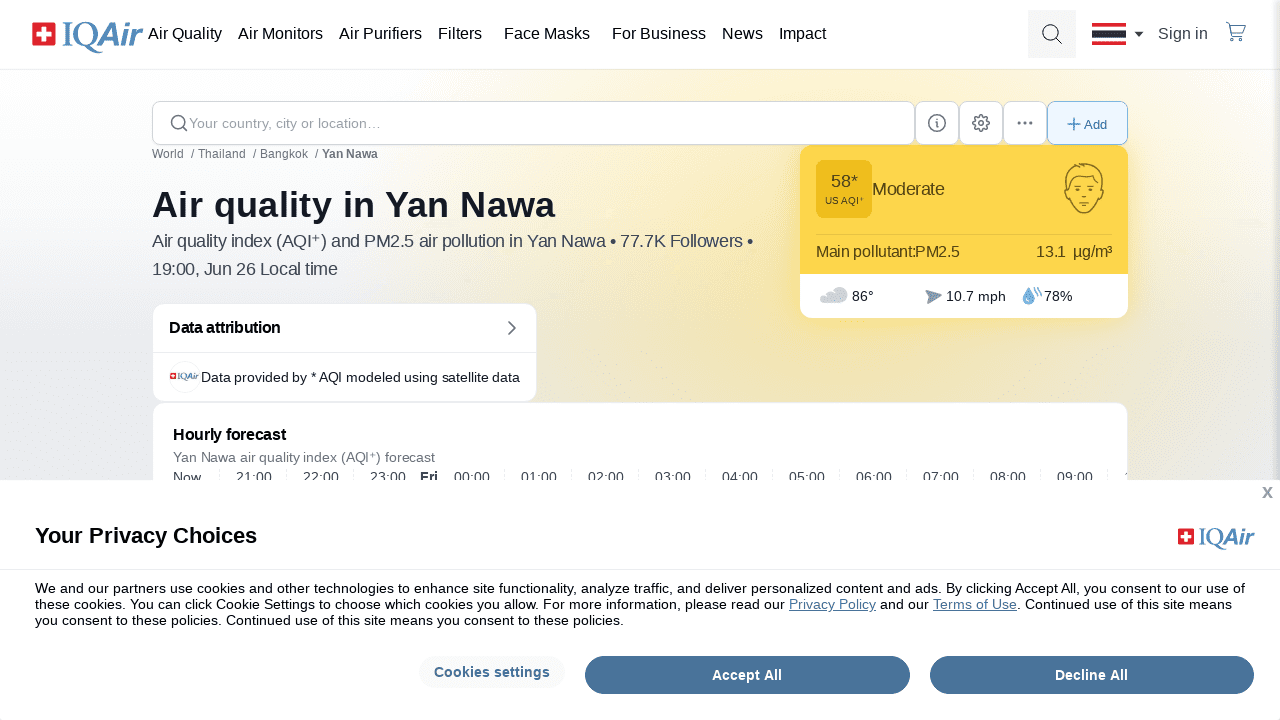 IQAir Air Quality Air Monitors Air Purifiers Filters Face Masks For Business News Impact Sign in
Your country, city or location… Add
World / Thailand / Bangkok / Yan Nawa
58*
US AQI⁺
Moderate
Air quality in Yan Nawa
Air quality index (AQI⁺) and PM2.5 air pollution in Yan Nawa • 77.7K Followers •
19:00, Jun 26 Local time
Main pollutant:PM2.5 13.1 µg/m³
86° 10.7 mph 78%
Data attribution
IQAir Data provided by * AQI modeled using satellite data
Hourly forecast
Yan Nawa air quality index (AQI⁺) forecast
Now 21:00 22:00 23:00 Fri 00:00 01:00 02:00 03:00 04:00 05:00 06:00 07:00 08:00 09:00
x
Your Privacy Choices
IQAir
We and our partners use cookies and other technologies to enhance site functionality, analyze traffic, and deliver personalized content and ads. By clicking Accept All, you consent to our use of
these cookies. You can click Cookie Settings to choose which cookies you allow. For more information, please read our Privacy Policy and our Terms of Use. Continued use of this site means
you consent to these policies. Continued use of this site means you consent to these policies.
Cookies settings Accept All Decline All